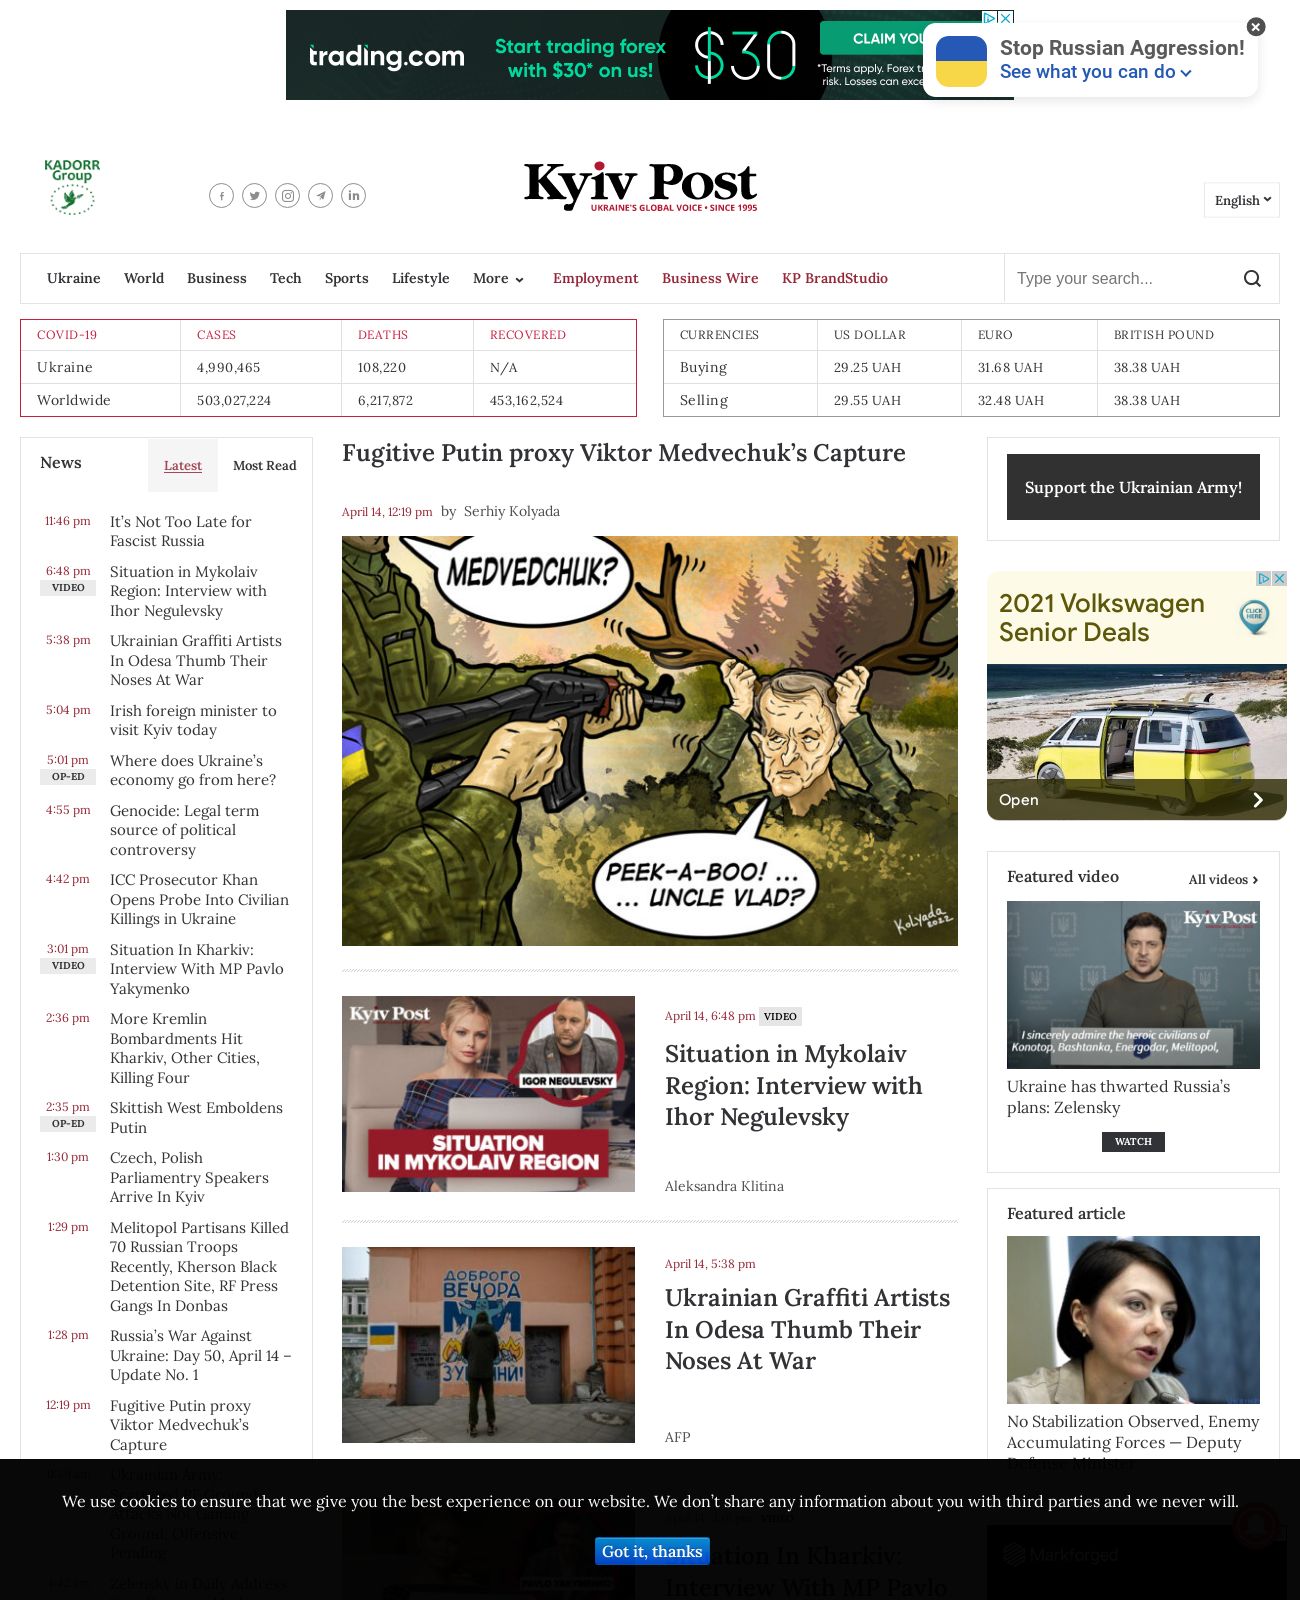 trading.com
Start trading forex
with $30* on us!
$30
CLAIM YOU
*Terms apply. Forex tr
risk. Losses can exce
Stop Russian Aggression!
See what you can do
KADORR
Group
Kyiv Post
UKRAINE'S GLOBAL VOICE • SINCE 1995
English
Ukraine World Business Tech Sports Lifestyle More Employment Business Wire KP BrandStudio
Type your search...
COVID-19 CASES DEATHS RECOVERED
Ukraine 4,990,465 108,220 N/A
Worldwide 503,027,224 6,217,872 453,162,524
CURRENCIES US DOLLAR EURO BRITISH POUND
Buying 29.25 UAH 31.68 UAH 38.38 UAH
Selling 29.55 UAH 32.48 UAH 38.38 UAH
News Latest Most Read
11:46 pm It’s Not Too Late for
Fascist Russia
6:48 pm Situation in Mykolaiv
VIDEO Region: Interview with
Ihor Negulevsky
5:38 pm Ukrainian Graffiti Artists
In Odesa Thumb Their
Noses At War
5:04 pm Irish foreign minister to
visit Kyiv today
5:01 pm Where does Ukraine’s
OP-ED economy go from here?
4:55 pm Genocide: Legal term
source of political
controversy
4:42 pm ICC Prosecutor Khan
Opens Probe Into Civilian
Killings in Ukraine
3:01 pm Situation In Kharkiv:
VIDEO Interview With MP Pavlo
Yakymenko
2:36 pm More Kremlin
Bombardments Hit
Kharkiv, Other Cities,
Killing Four
2:35 pm Skittish West Emboldens
OP-ED Putin
1:30 pm Czech, Polish
Parliamentry Speakers
Arrive In Kyiv
1:29 pm Melitopol Partisans Killed
70 Russian Troops
Recently, Kherson Black
Detention Site, RF Press
Gangs In Donbas
1:28 pm Russia’s War Against
Ukraine: Day 50, April 14 –
Update No. 1
12:19 pm Fugitive Putin proxy
Viktor Medvechuk’s
Capture
Ukrainian Army:
Attacks Not Gaining
Ground, Offensive
Pending
Zelensky in Daily Address
Fugitive Putin proxy Viktor Medvechuk’s Capture
April 14, 12:19 pm by Serhiy Kolyada
MEDVEDCHUK?
PEEK-A-BOO! ...
... UNCLE VLAD?
Kolyada
2022
Kyiv Post
IGOR NEGULEVSKY
SITUATION
IN MYKOLAIV REGION
April 14, 6:48 pm VIDEO
Situation in Mykolaiv
Region: Interview with
Ihor Negulevsky
Aleksandra Klitina
ДОБРОГО
ВЕЧОРА
МИ
ЗУПИНИ!
April 14, 5:38 pm
Ukrainian Graffiti Artists
In Odesa Thumb Their
Noses At War
AFP
Situation In Kharkiv:
Interview With MP Pavlo
Support the Ukrainian Army!
2021 Volkswagen
Senior Deals
CLICK
HERE
Open
Featured video All videos
Kyiv Post
I sincerely admire the heroic civilians of
Konotop, Bashtanka, Energodar, Melitopol,
Ukraine has thwarted Russia’s
plans: Zelensky
WATCH
Featured article
No Stabilization Observed, Enemy
Accumulating Forces — Deputy
Defense Minister
Markforged
We use cookies to ensure that we give you the best experience on our website. We don’t share any information about you with third parties and we never will.
Got it, thanks